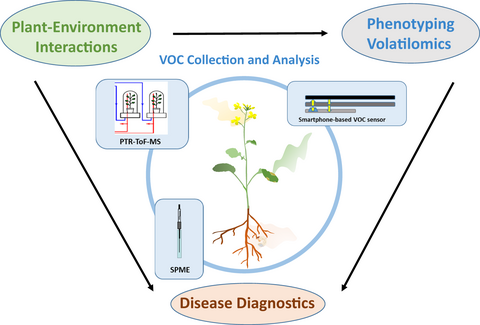 Plant-Environment
Interactions
Phenotyping
Volatilomics
VOC Collection and Analysis
PTR-ToF-MS
Smartphone-based VOC sensor
SPME
Disease Diagnostics